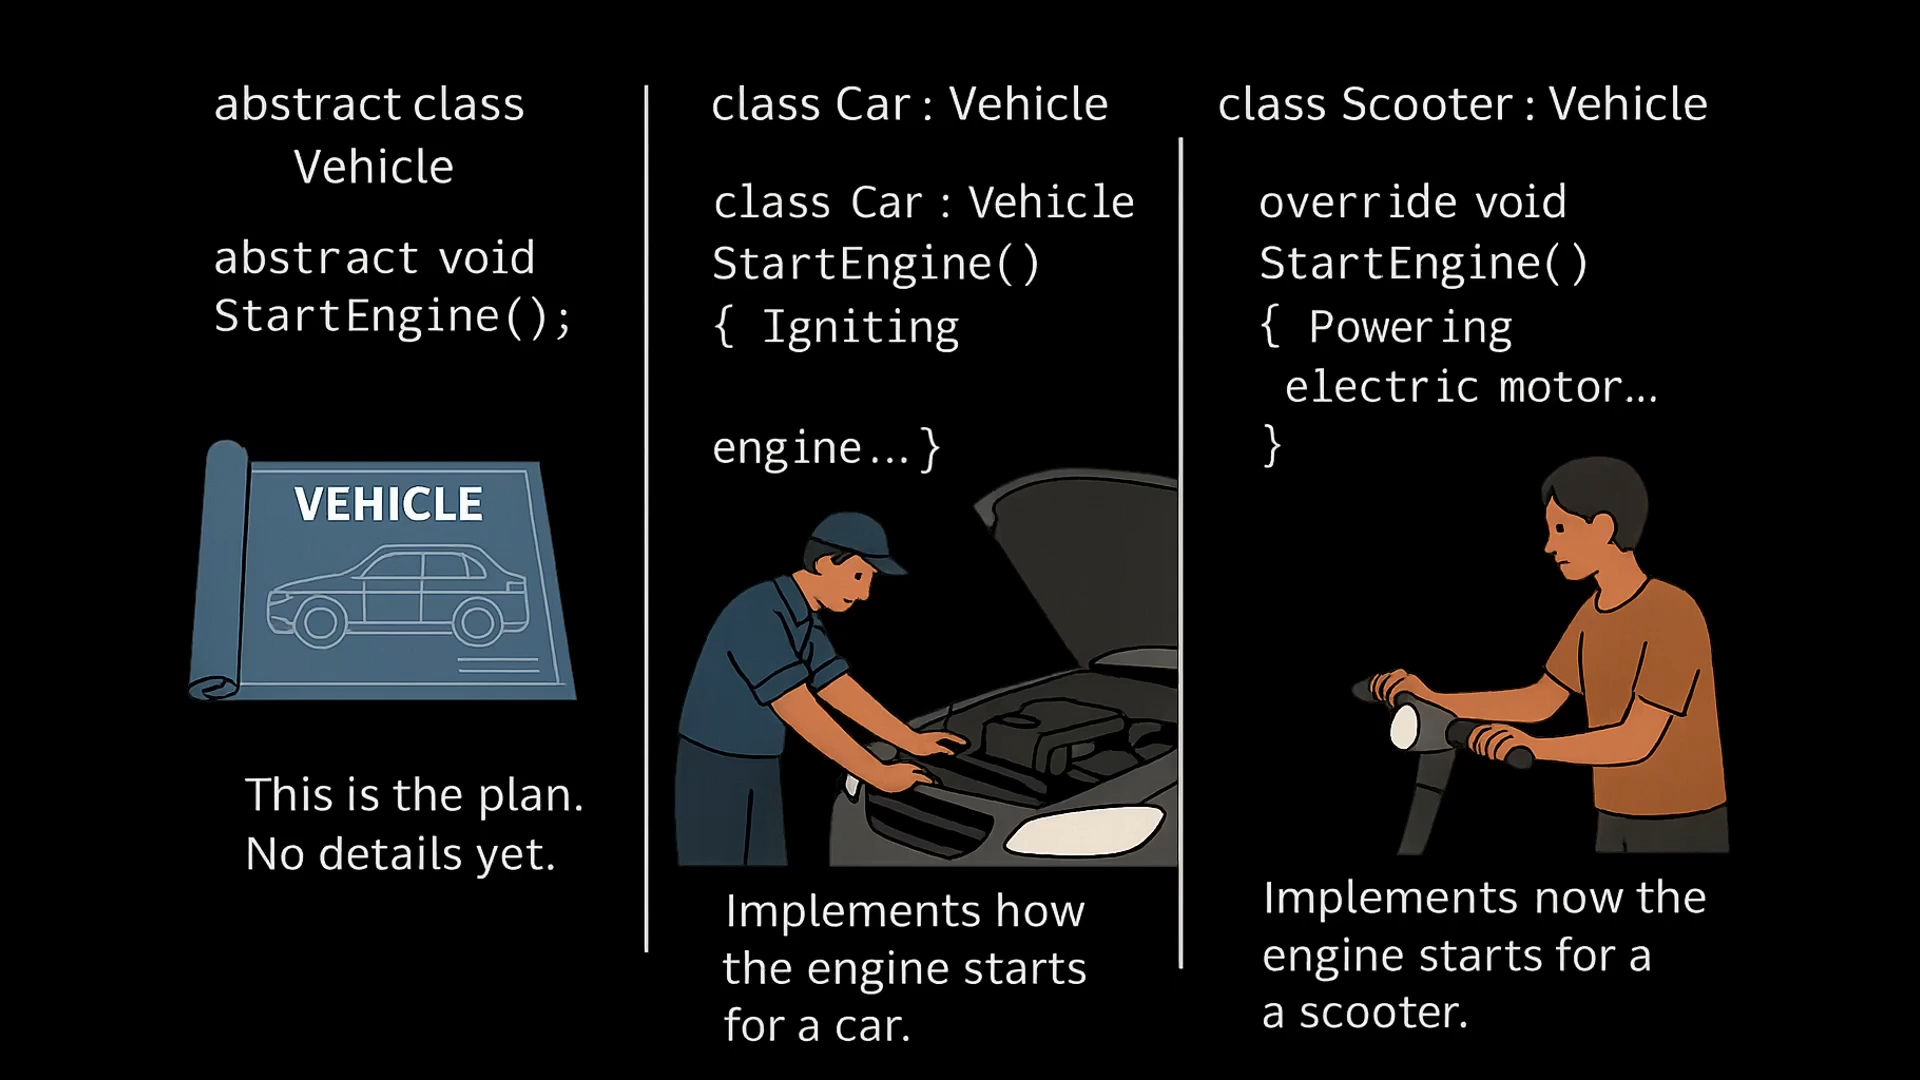 abstract class
Vehicle
abstract void
StartEngine();
VEHICLE
This is the plan.
No details yet.
class Car : Vehicle
class Car : Vehicle
StartEngine()
{ Igniting
engine... }
Implements how
the engine starts
for a car.
class Scooter : Vehicle
override void
StartEngine()
{ Powering
electric motor...
}
Implements now the
engine starts for a
a scooter.